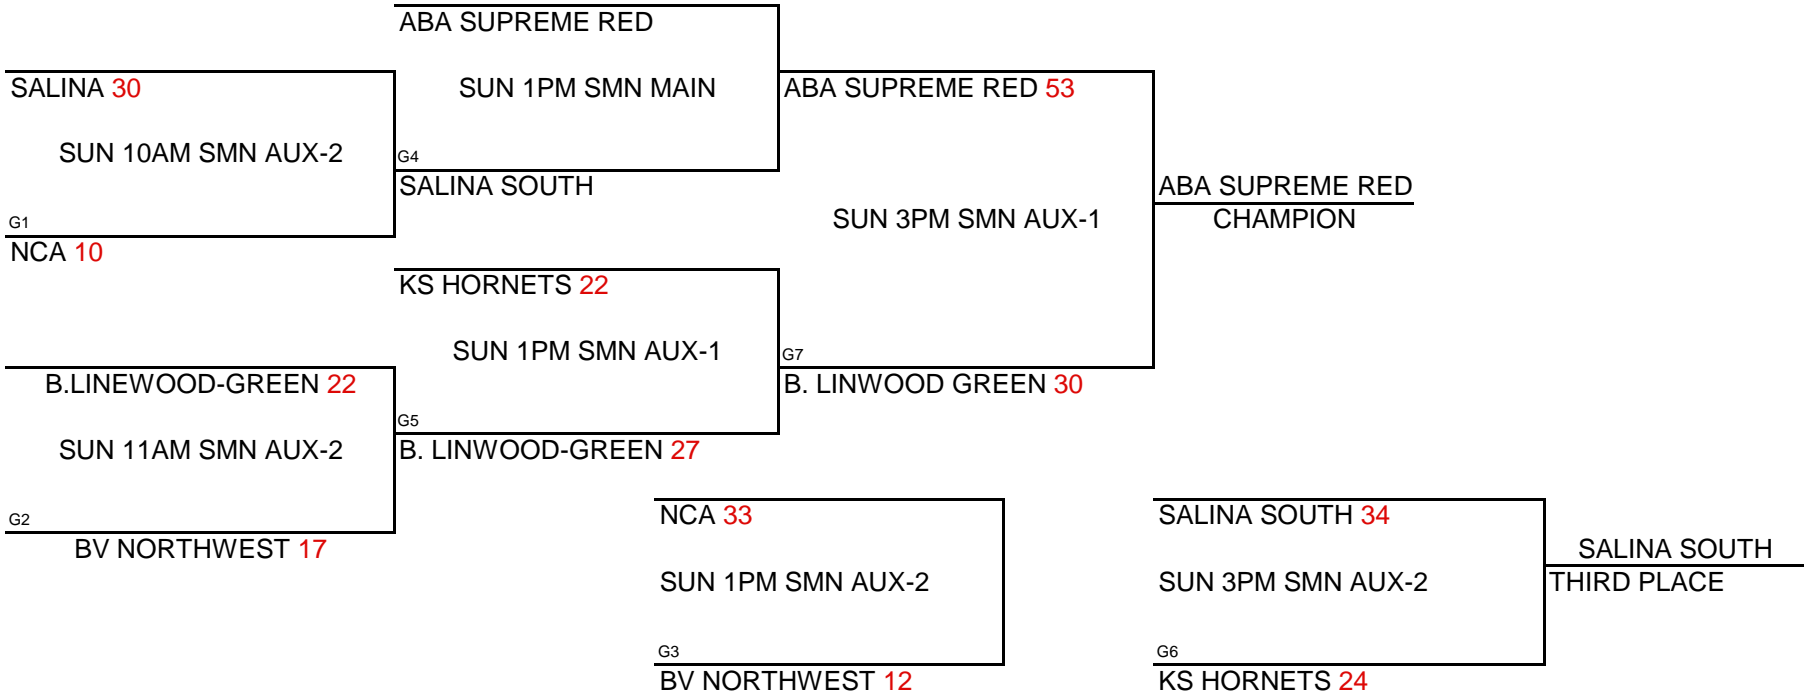 ABA SUPREME RED
SALINA 30
SUN 1PM SMN MAIN
ABA SUPREME RED 53
SUN 10AM SMN AUX-2
G4
SALINA SOUTH
ABA SUPREME RED
G1
SUN 3PM SMN AUX-1
CHAMPION
NCA 10
KS HORNETS 22
SUN 1PM SMN AUX-1
G7
B.LINEWOOD-GREEN 22
B. LINWOOD GREEN 30
G5
SUN 11AM SMN AUX-2
B. LINWOOD-GREEN 27
G2
NCA 33
SALINA SOUTH 34
BV NORTHWEST 17
SALINA SOUTH
SUN 1PM SMN AUX-2
SUN 3PM SMN AUX-2
THIRD PLACE
G3
G6
BV NORTHWEST 12
KS HORNETS 24